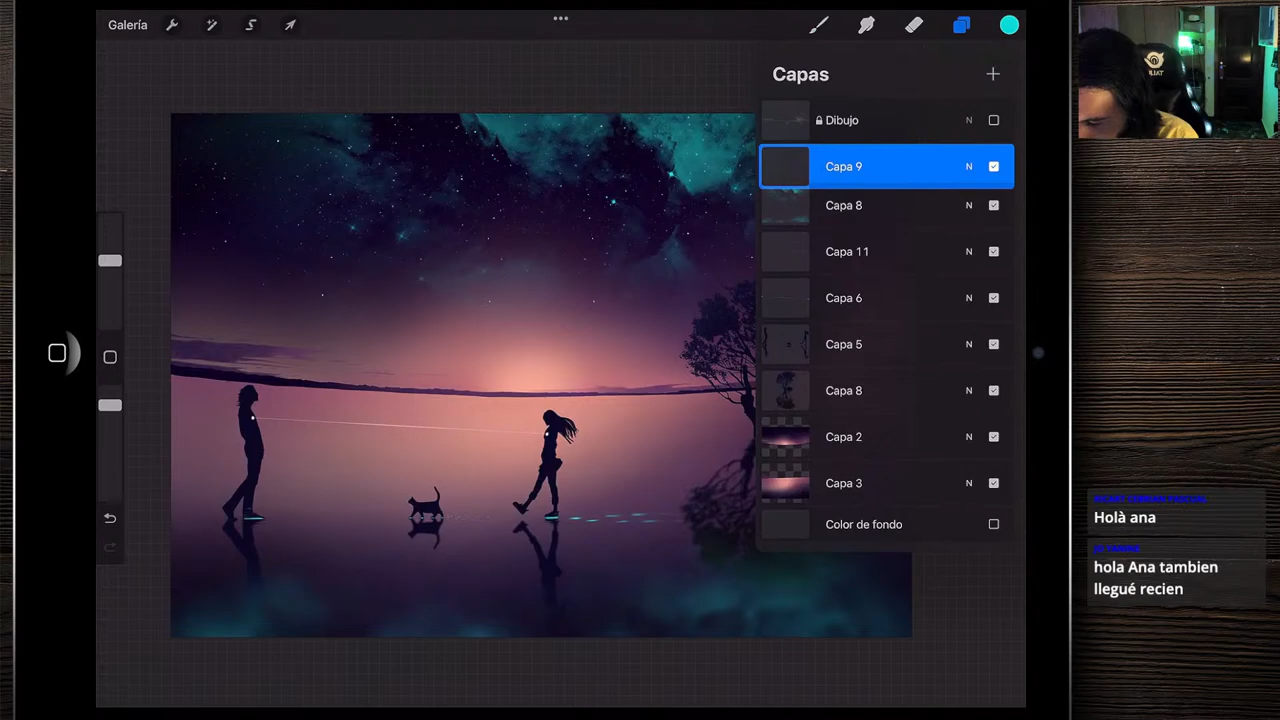 Galería
Capas
Dibujo N
Capa 9 N
Capa 8 N
Capa 11 N
Capa 6 N
Capa 5 N
Capa 8 N
Capa 2 N
Capa 3 N
Color de fondo
Holà ana
hola Ana tambien
llegué recien